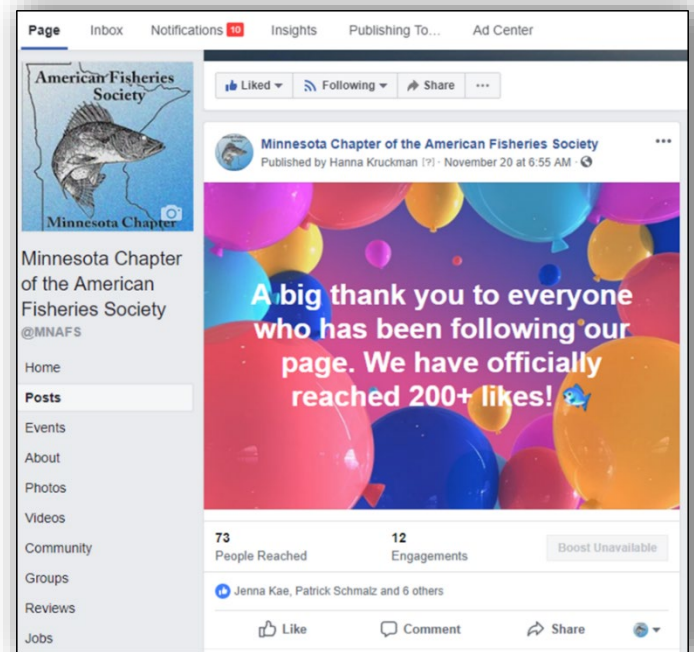 Page Inbox Notifications 10 Insights Publishing To... Ad Center
American Fisheries
Society
Minnesota Chapter
Minnesota Chapter
of the American
Fisheries Society
@MNAFS
Home
Posts
Events
About
Photos
Videos
Community
Groups
Reviews
Jobs
Liked Following Share ...
Minnesota Chapter of the American Fisheries Society ...
Published by Hanna Kruckman [?] · November 20 at 6:55 AM ·
A big thank you to everyone
who has been following our
page. We have officially
reached 200+ likes! 🐟
73 12
People Reached Engagements Boost Unavailable
Jenna Kae, Patrick Schmalz and 6 others
Like Comment Share